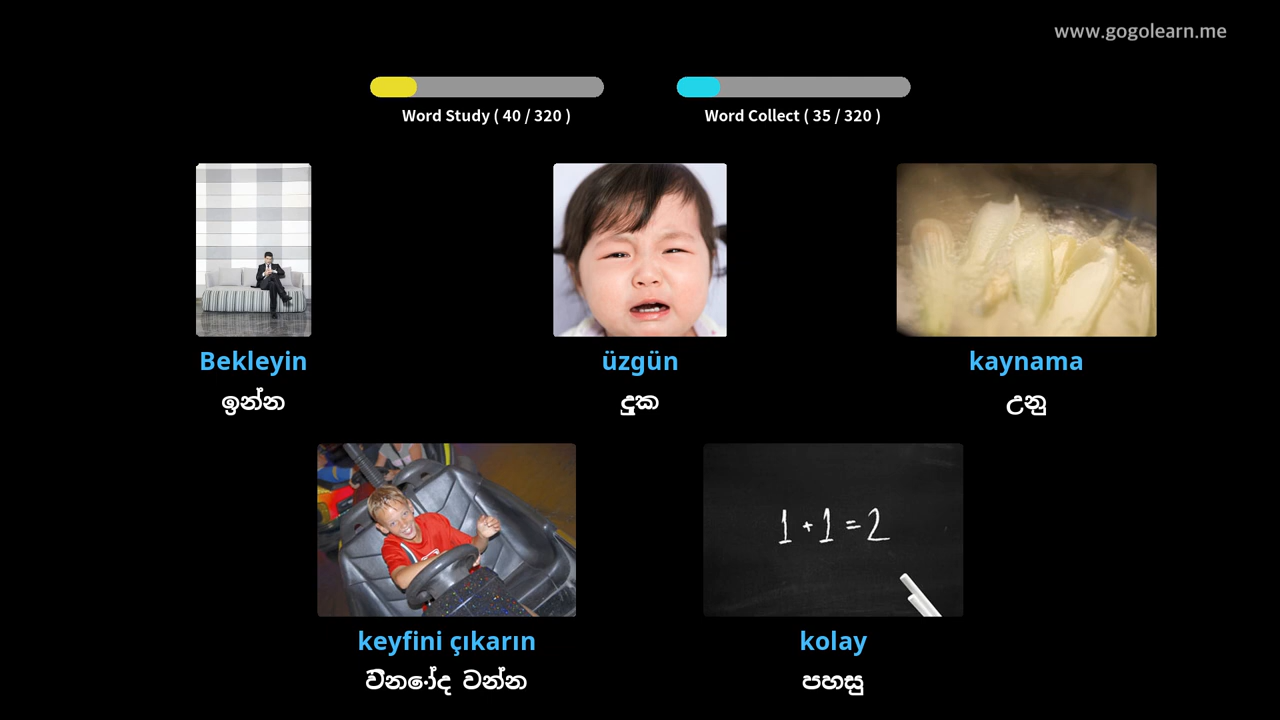 www.gogolearn.me
Word Study ( 40 / 320 )
Word Collect ( 35 / 320 )
Bekleyin
üzgün
kaynama
ඉන්න
දුක
උනු
1 + 1 = 2
keyfini çıkarın
kolay
විනෝද වන්න
පහසු